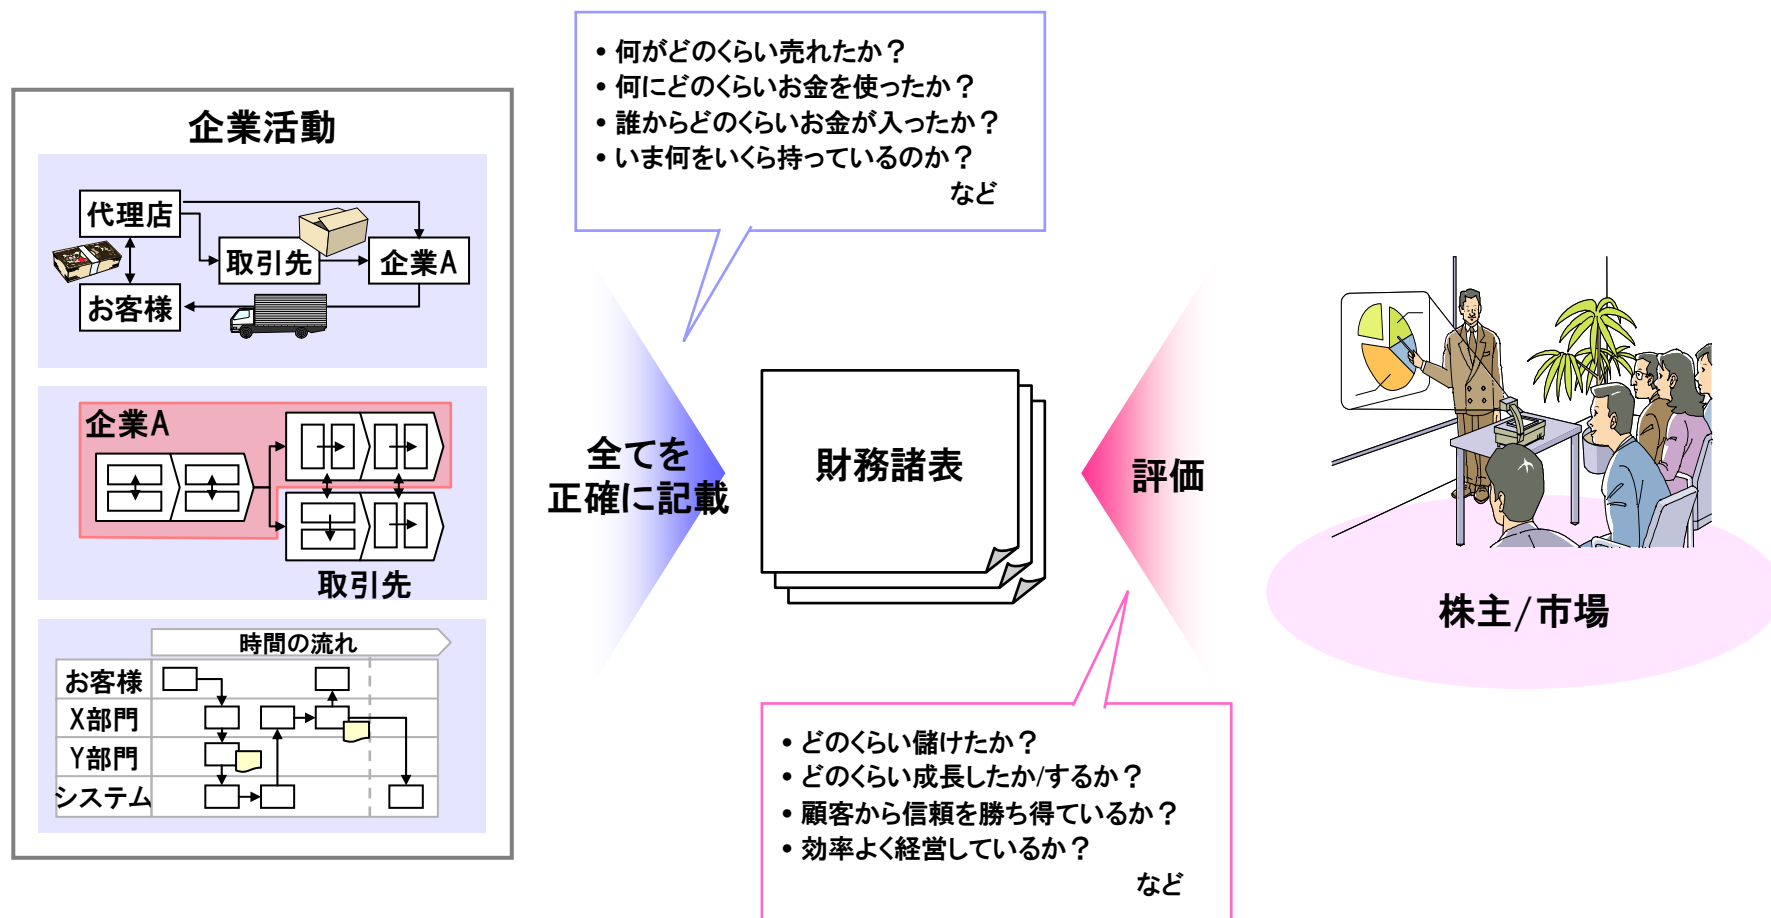 • 何がどのくらい売れたか？
• 何にどのくらいお金を使ったか？
• 誰からどのくらいお金が入ったか？
• いま何をいくら持っているのか？
など
企業活動
代理店
取引先
企業A
お客様
企業A
取引先
時間の流れ
お客様
X部門
Y部門
システム
全てを
正確に記載
財務諸表
評価
株主/市場
• どのくらい儲けたか？
• どのくらい成長したか/するか？
• 顧客から信頼を勝ち得ているか？
• 効率よく経営しているか？
など